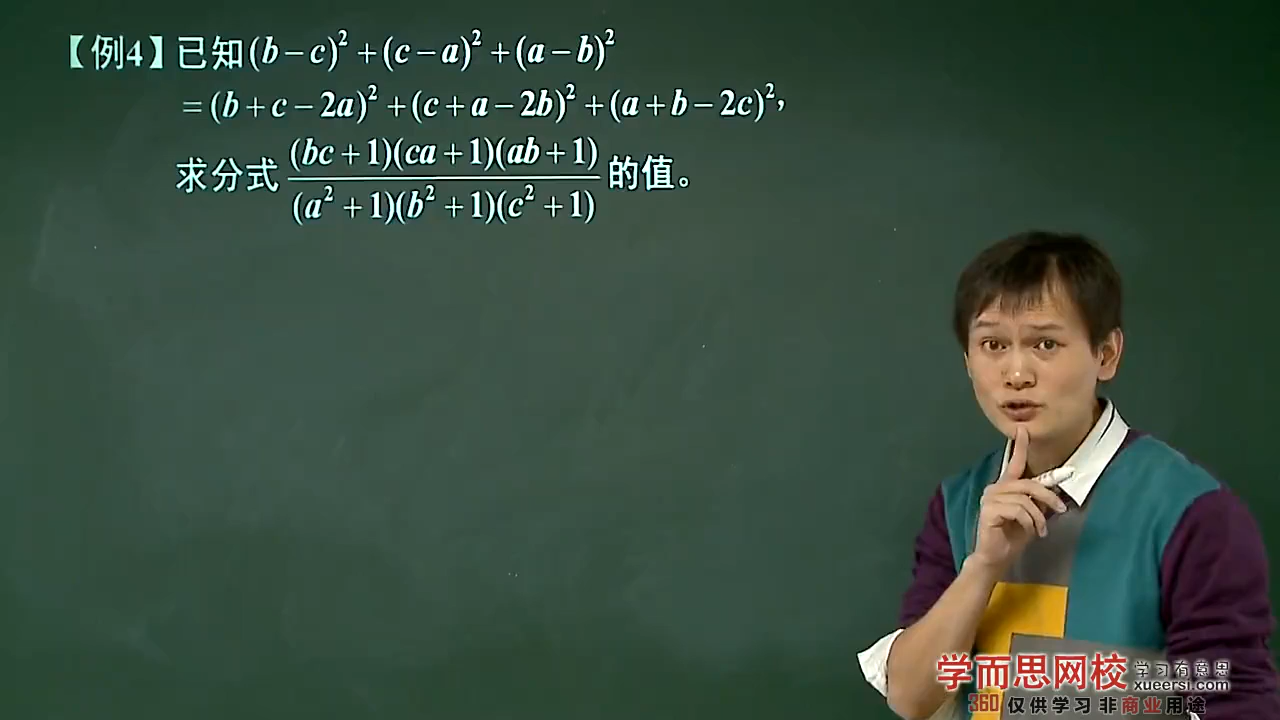 【例4】已知(b-c)²+(c-a)²+(a-b)²
=(b+c-2a)²+(c+a-2b)²+(a+b-2c)²,
求分式 (bc+1)(ca+1)(ab+1) 的值。
(a²+1)(b²+1)(c²+1)
学而思网校 学习有意思
xueersi.com
360 仅供学习 非商业用途